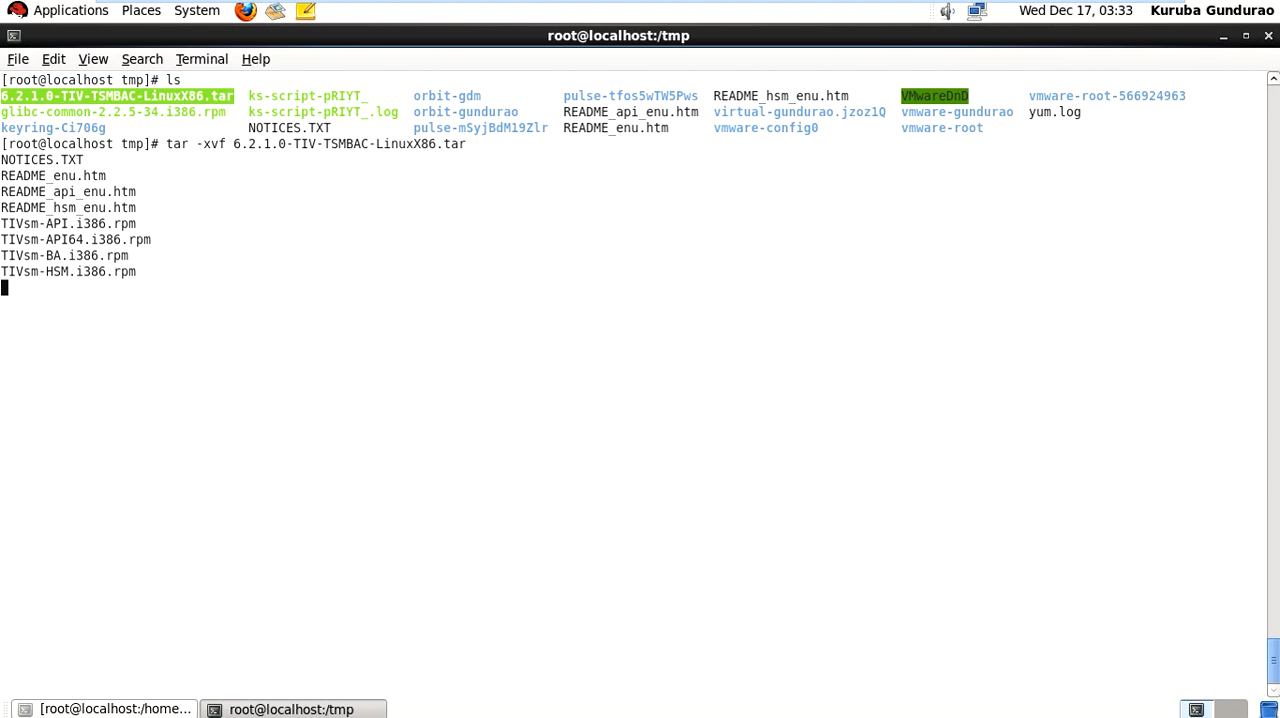 Applications Places System Wed Dec 17, 03:33 Kuruba Gundurao
root@localhost:/tmp
File Edit View Search Terminal Help
[root@localhost tmp]# ls
6.2.1.0-TIV-TSMBAC-LinuxX86.tar ks-script-pRIYT_ orbit-gdm pulse-tfos5wTW5Pws README_hsm_enu.htm VMwareDnD vmware-root-566924963
glibc-common-2.2.5-34.i386.rpm ks-script-pRIYT_.log orbit-gundurao README_api_enu.htm virtual-gundurao.jzoz1Q vmware-gundurao yum.log
keyring-Ci706g NOTICES.TXT pulse-mSyjBdM19Zlr README_enu.htm vmware-config0 vmware-root
[root@localhost tmp]# tar -xvf 6.2.1.0-TIV-TSMBAC-LinuxX86.tar
NOTICES.TXT
README_enu.htm
README_api_enu.htm
README_hsm_enu.htm
TIVsm-API.i386.rpm
TIVsm-API64.i386.rpm
TIVsm-BA.i386.rpm
TIVsm-HSM.i386.rpm
[root@localhost:/home... root@localhost:/tmp